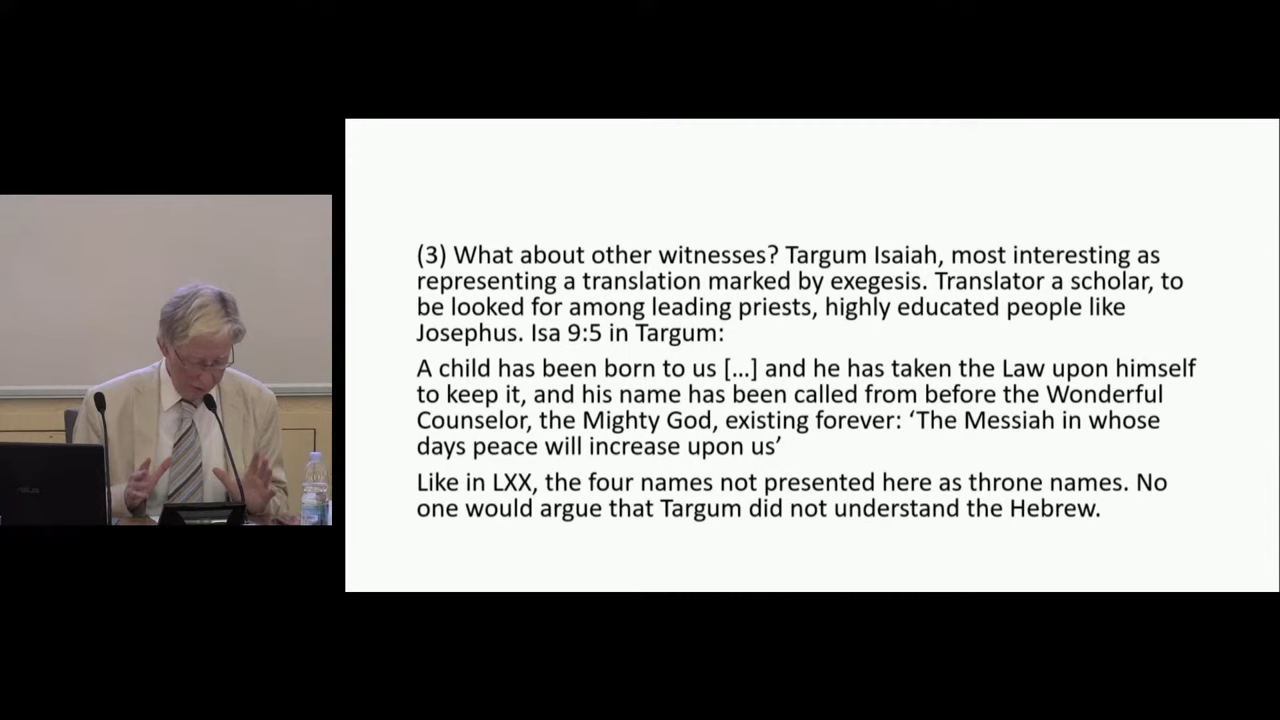 (3) What about other witnesses? Targum Isaiah, most interesting as
representing a translation marked by exegesis. Translator a scholar, to
be looked for among leading priests, highly educated people like
Josephus. Isa 9:5 in Targum:
A child has been born to us [...] and he has taken the Law upon himself
to keep it, and his name has been called from before the Wonderful
Counselor, the Mighty God, existing forever: ‘The Messiah in whose
days peace will increase upon us’
Like in LXX, the four names not presented here as throne names. No
one would argue that Targum did not understand the Hebrew.